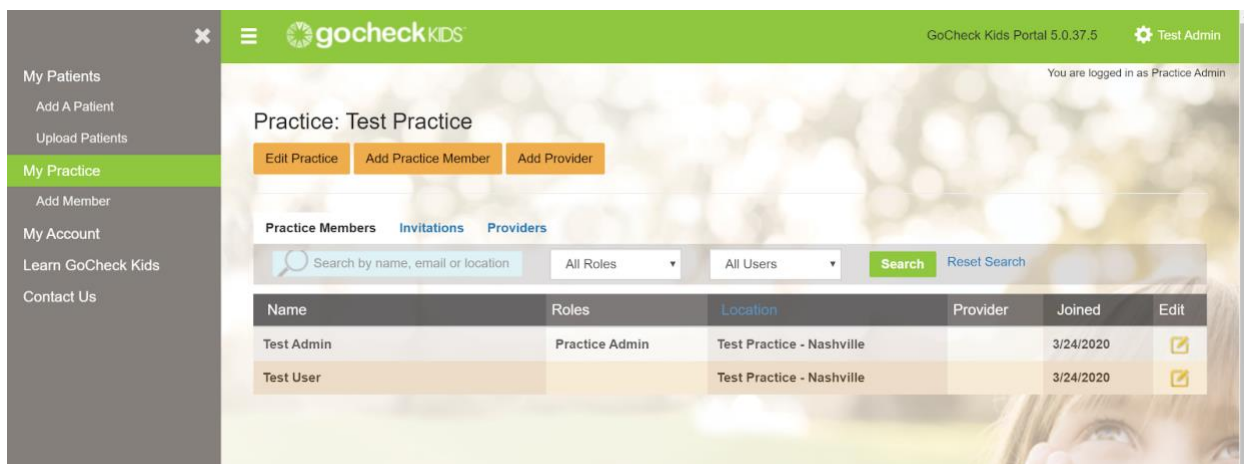 gocheckKIDS
GoCheck Kids Portal 5.0.37.5
Test Admin
You are logged in as Practice Admin
My Patients
Add A Patient
Upload Patients
My Practice
Add Member
My Account
Learn GoCheck Kids
Contact Us
Practice: Test Practice
Edit Practice Add Practice Member Add Provider
Practice Members Invitations Providers
Search by name, email or location All Roles All Users Search Reset Search
Name Roles Location Provider Joined Edit
Test Admin Practice Admin Test Practice - Nashville 3/24/2020
Test User Test Practice - Nashville 3/24/2020